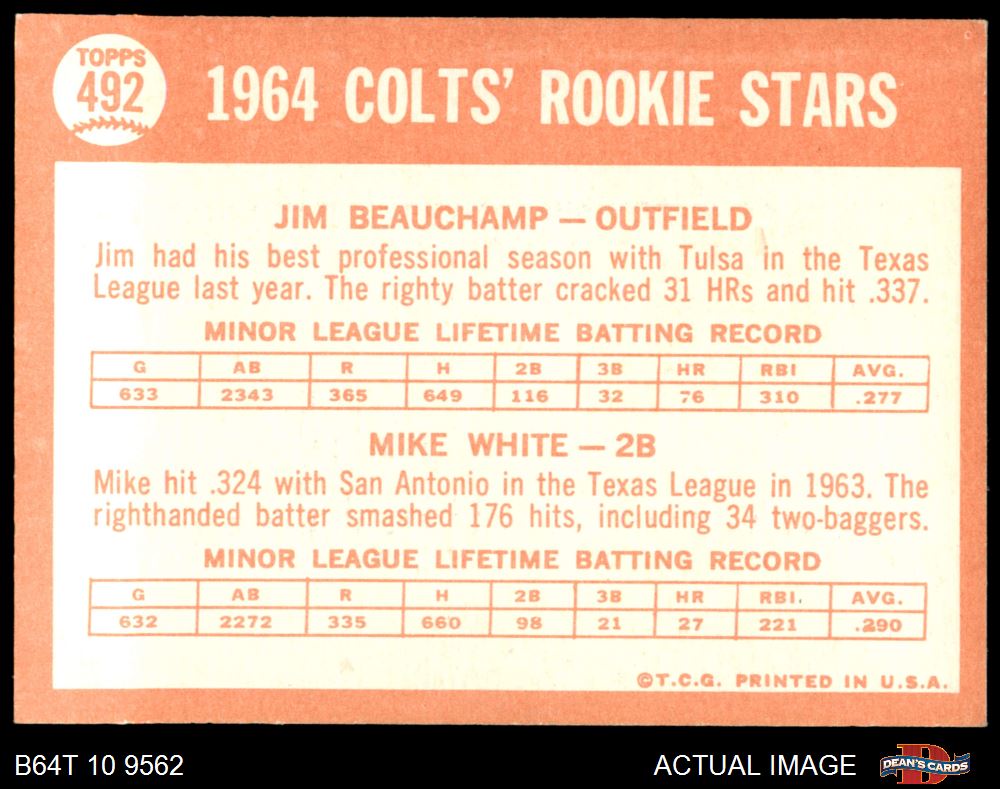 TOPPS
492
1964 COLTS' ROOKIE STARS
JIM BEAUCHAMP — OUTFIELD
Jim had his best professional season with Tulsa in the Texas
League last year. The righty batter cracked 31 HRs and hit .337.
MINOR LEAGUE LIFETIME BATTING RECORD
G AB R H 2B 3B HR RBI AVG.
633 2343 365 649 116 32 76 310 .277
MIKE WHITE — 2B
Mike hit .324 with San Antonio in the Texas League in 1963. The
righthanded batter smashed 176 hits, including 34 two-baggers.
MINOR LEAGUE LIFETIME BATTING RECORD
G AB R H 2B 3B HR RBI. AVG.
632 2272 335 660 98 21 27 221 .290
©T.C.G. PRINTED IN U.S.A.
B64T 10 9562 ACTUAL IMAGE DEAN'S CARDS